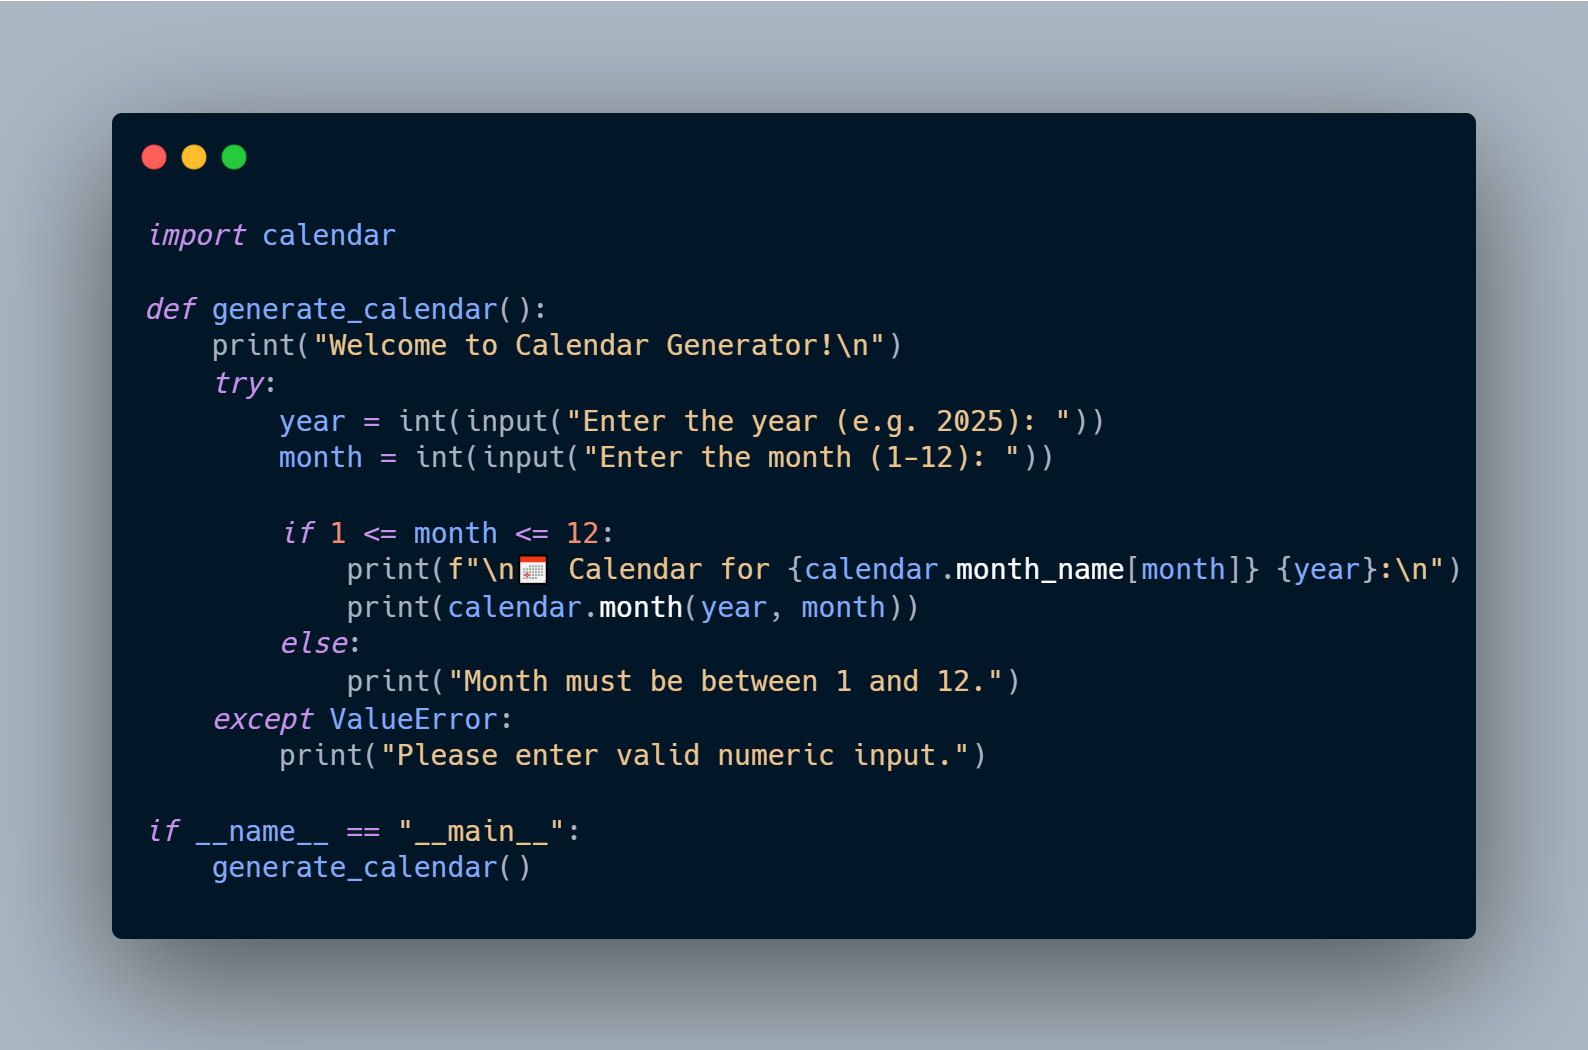 import calendar

def generate_calendar():
    print("Welcome to Calendar Generator!\n")
    try:
        year = int(input("Enter the year (e.g. 2025): "))
        month = int(input("Enter the month (1-12): "))

        if 1 <= month <= 12:
            print(f"\n📅 Calendar for {calendar.month_name[month]} {year}:\n")
            print(calendar.month(year, month))
        else:
            print("Month must be between 1 and 12.")
    except ValueError:
        print("Please enter valid numeric input.")

if __name__ == "__main__":
    generate_calendar()